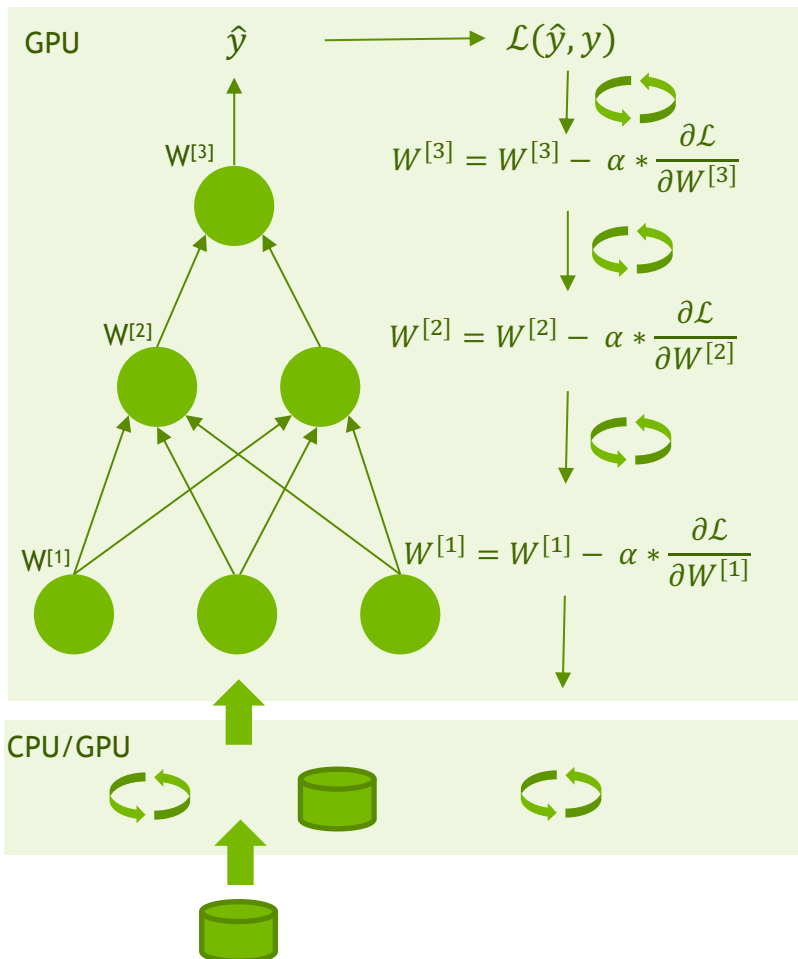 GPU
ŷ
ℒ(ŷ, y)
W[3]
W^[3] = W^[3] − α ∗ ∂ℒ/∂W^[3]
W[2]
W^[2] = W^[2] − α ∗ ∂ℒ/∂W^[2]
W[1]
W^[1] = W^[1] − α ∗ ∂ℒ/∂W^[1]
CPU/GPU